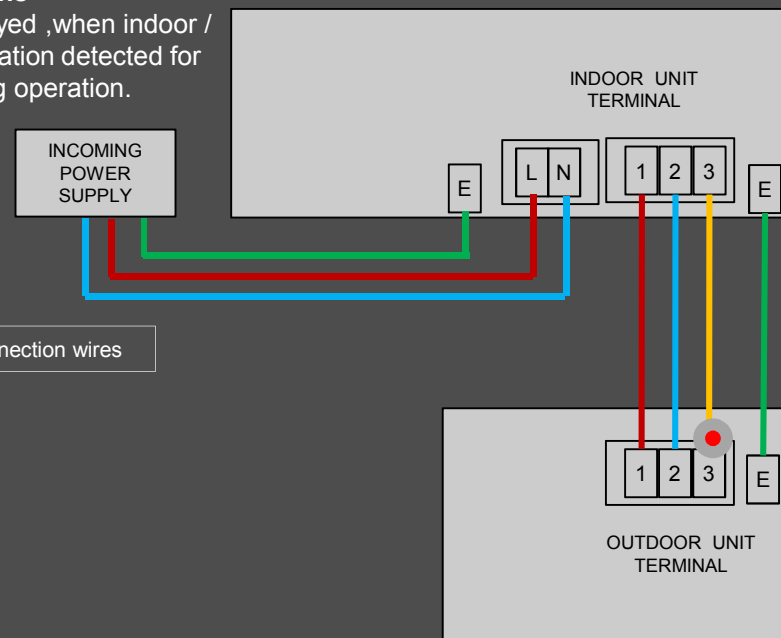 yed ,when indoor /
ation detected for
g operation.
INDOOR UNIT
TERMINAL
INCOMING
POWER
SUPPLY
E
L N
1 2 3
E
nection wires
1 2 3
E
OUTDOOR UNIT
TERMINAL